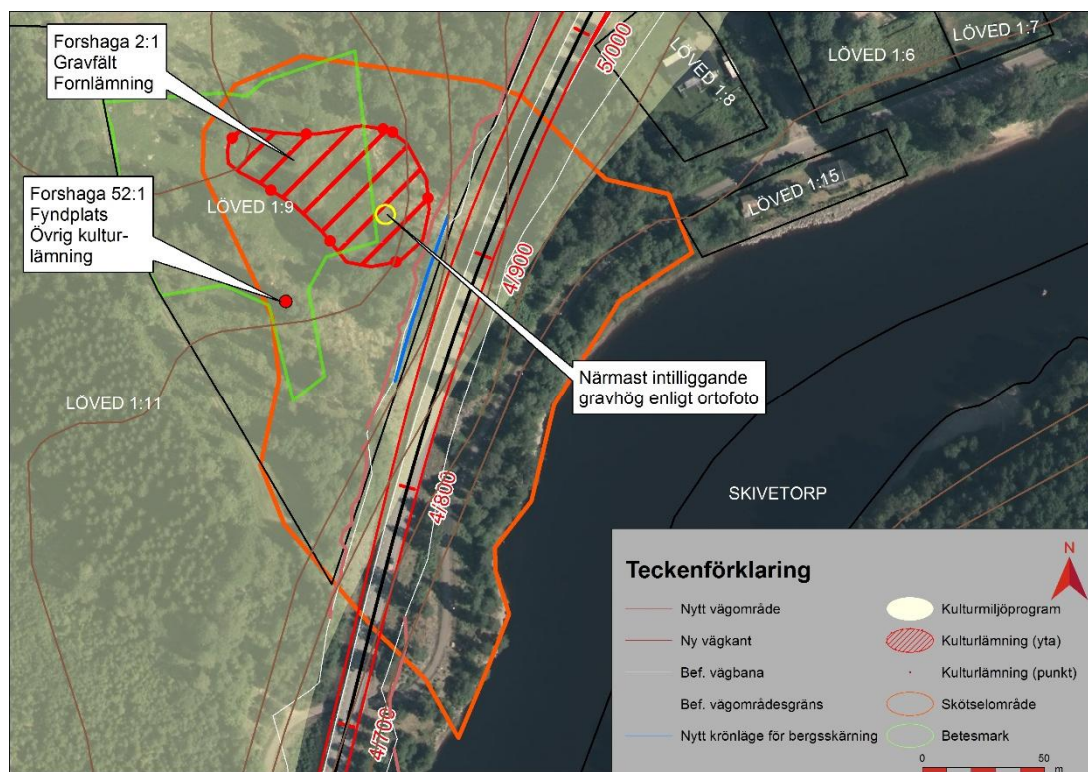 Forshaga 2:1
Gravfält
Fornlämning
Forshaga 52:1
Fyndplats
Övrig kultur-
lämning
LÖVED 1:9
LÖVED 1:11
5/000
4/900
4/800
4/700
LÖVED 1:8
LÖVED 1:6
LÖVED 1:7
LÖVED 1:15
Närmast intilliggande
gravhög enligt ortofoto
SKIVETORP
Teckenförklaring
N
Nytt vägområde
Ny vägkant
Bef. vägbana
Bef. vägområdesgräns
Nytt krönläge för bergsskärning
Kulturmiljöprogram
Kulturlämning (yta)
Kulturlämning (punkt)
Skötselområde
Betesmark
0 50
m